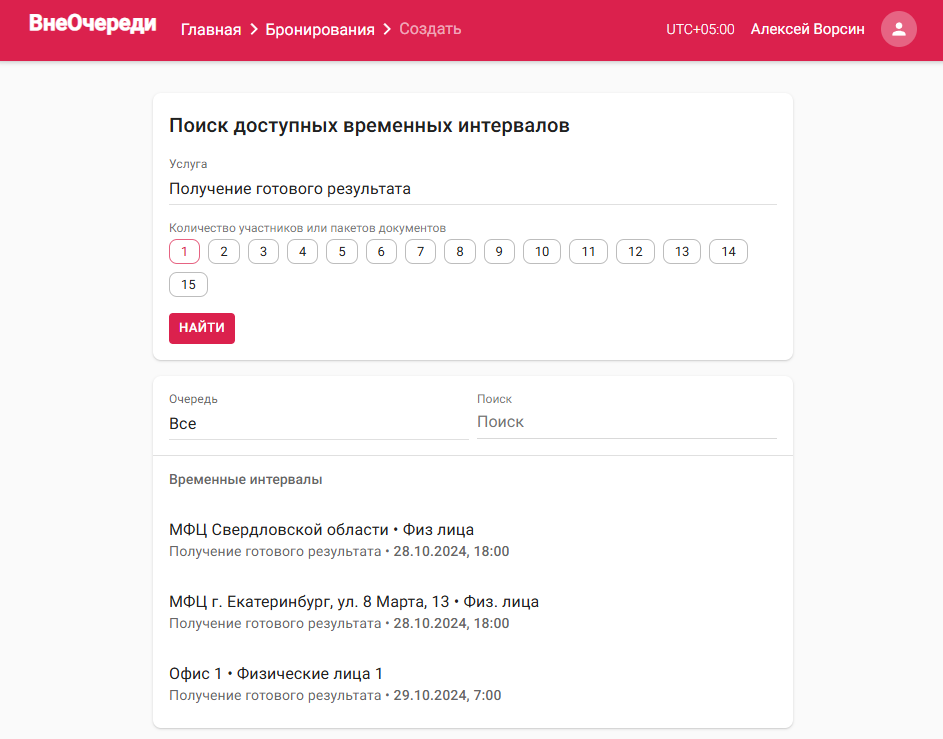 ВнеОчереди Главная Бронирования Создать UTC+05:00 Алексей Ворсин
Поиск доступных временных интервалов
Услуга
Получение готового результата
Количество участников или пакетов документов
1 2 3 4 5 6 7 8 9 10 11 12 13 14
15
НАЙТИ
Очередь Поиск
Все Поиск
Временные интервалы
МФЦ Свердловской области • Физ лица
Получение готового результата • 28.10.2024, 18:00
МФЦ г. Екатеринбург, ул. 8 Марта, 13 • Физ. лица
Получение готового результата • 28.10.2024, 18:00
Офис 1 • Физические лица 1
Получение готового результата • 29.10.2024, 7:00